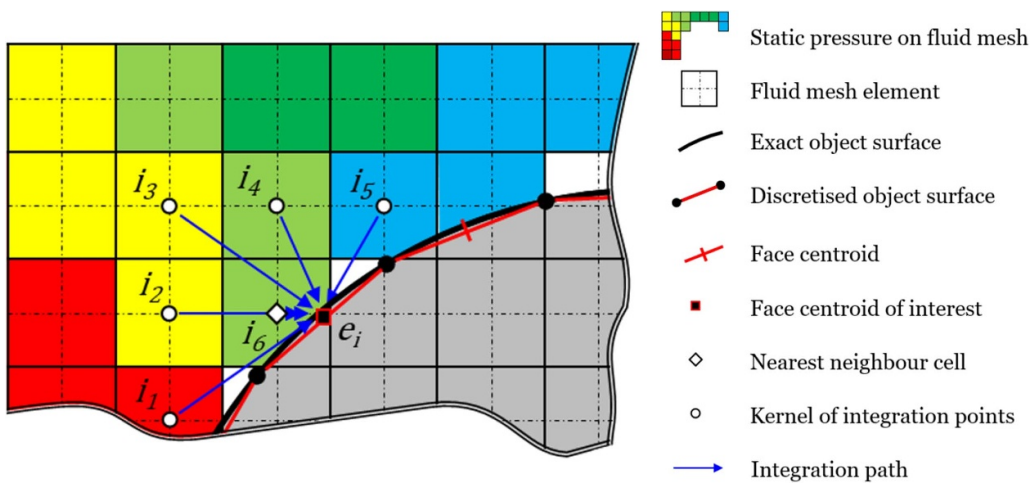 Static pressure on fluid mesh
Fluid mesh element
Exact object surface
Discretised object surface
Face centroid
Face centroid of interest
Nearest neighbour cell
Kernel of integration points
Integration path
i₃
i₄
i₅
i₂
i₆
eᵢ
i₁